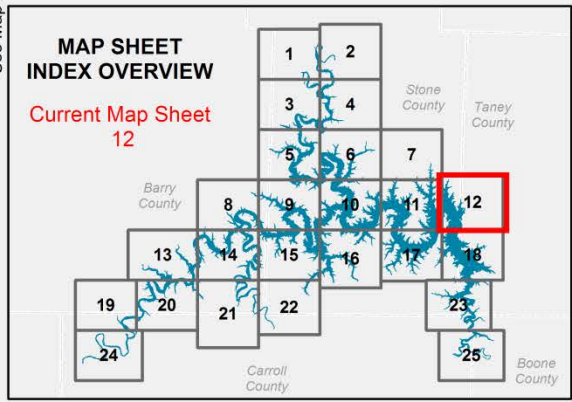 See Map
MAP SHEET
INDEX OVERVIEW
Current Map Sheet
12
1
2
3
4
Stone
County
Taney
County
5
6
7
Barry
County
8
9
10
11
12
13
14
15
16
17
18
19
20
21
22
23
24
25
Carroll
County
Boone
County